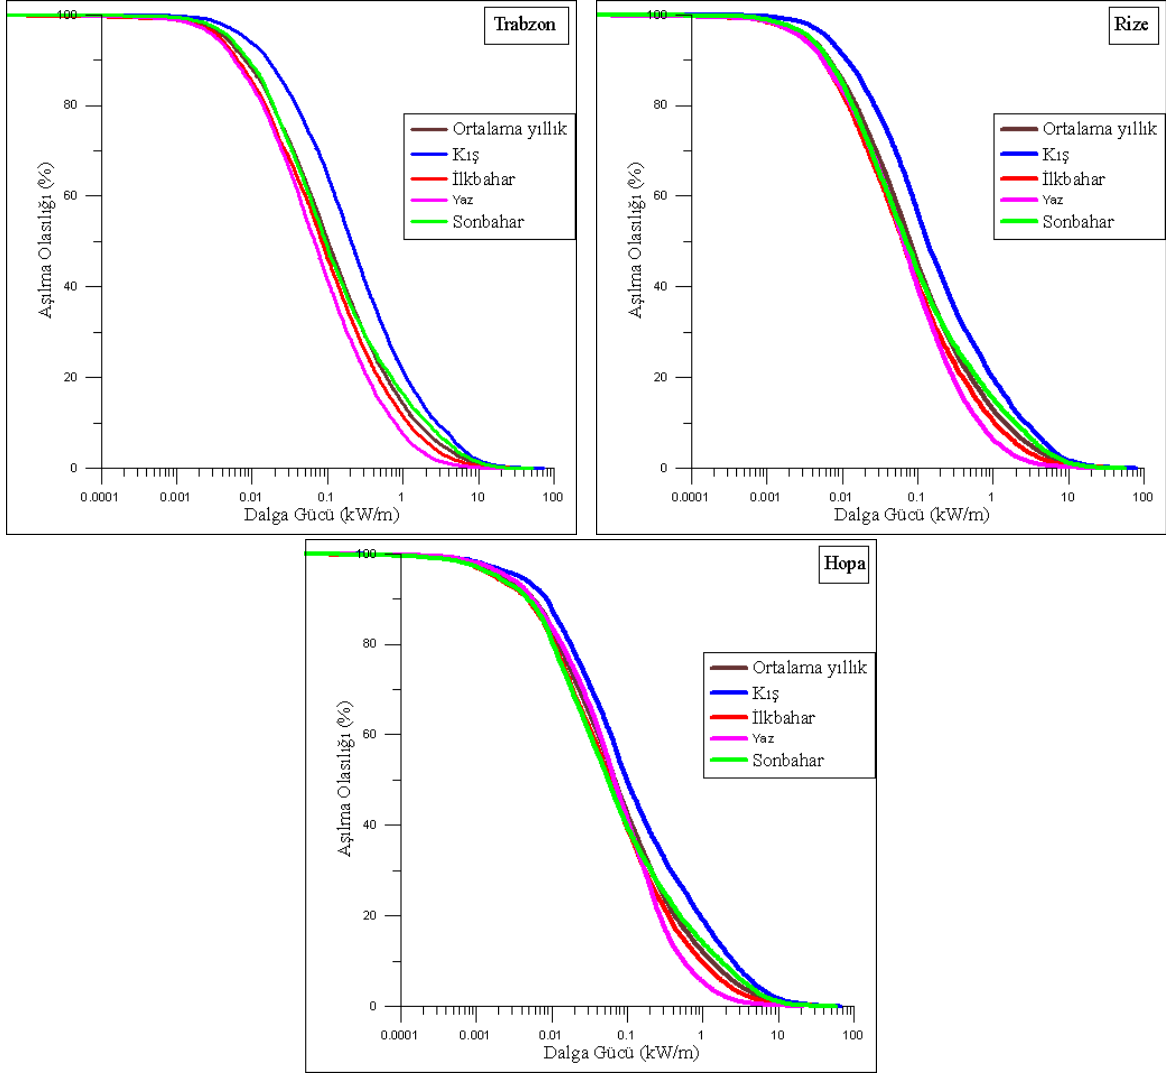 Trabzon
100
80
60
40
20
0
Aşılma Olasılığı (%)
Ortalama yıllık
Kış
İlkbahar
Yaz
Sonbahar
0.0001 0.001 0.01 0.1 1 10 100
Dalga Gücü (kW/m)
Rize
100
80
60
40
20
0
Aşılma Olasılığı (%)
Ortalama yıllık
Kış
İlkbahar
Yaz
Sonbahar
0.0001 0.001 0.01 0.1 1 10 100
Dalga Gücü (kW/m)
Hopa
100
80
60
40
20
0
Aşılma Olasılığı (%)
Ortalama yıllık
Kış
İlkbahar
Yaz
Sonbahar
0.0001 0.001 0.01 0.1 1 10 100
Dalga Gücü (kW/m)